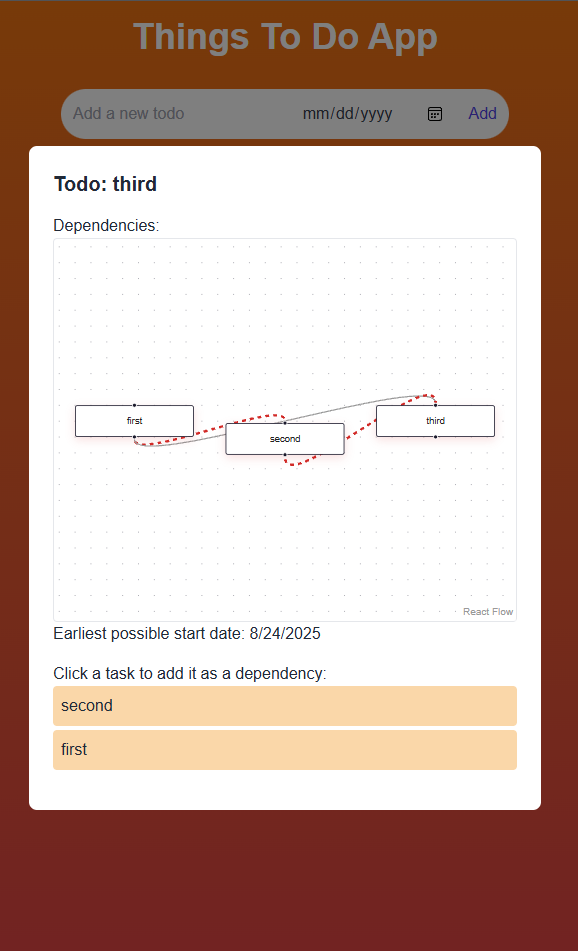 Things To Do App
Add a new todo mm/dd/yyyy Add
Todo: third
Dependencies:
first
second
third
React Flow
Earliest possible start date: 8/24/2025
Click a task to add it as a dependency:
second
first